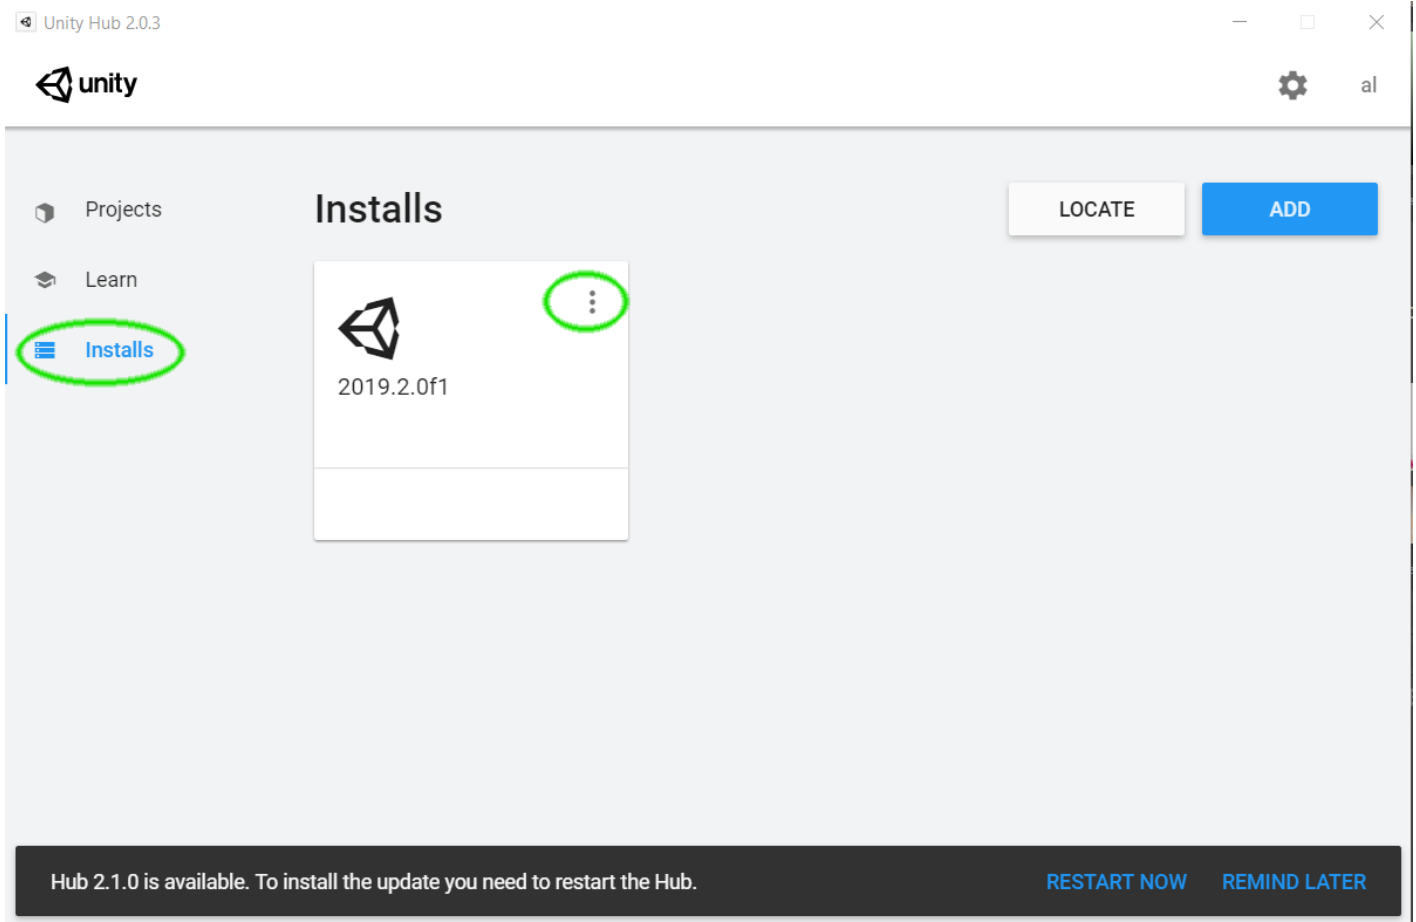 Unity Hub 2.0.3
unity
al
Projects
Installs
LOCATE
ADD
Learn
Installs
2019.2.0f1
Hub 2.1.0 is available. To install the update you need to restart the Hub.
RESTART NOW
REMIND LATER